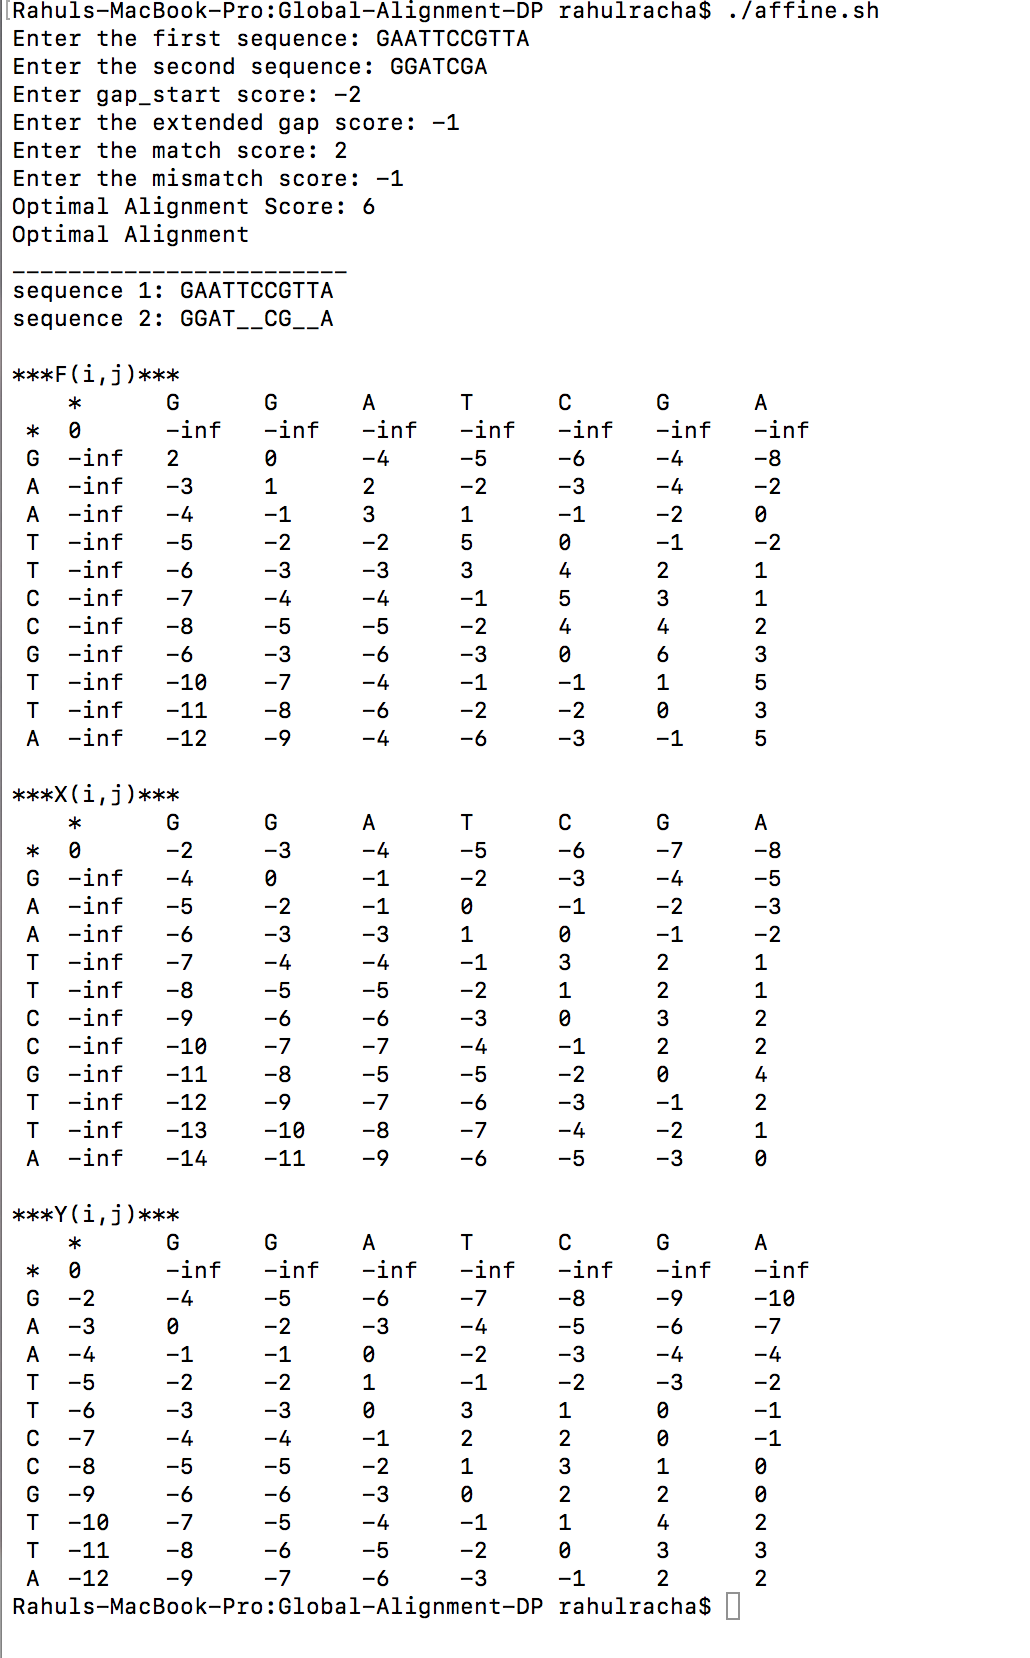 [Rahuls-MacBook-Pro:Global-Alignment-DP rahulracha$ ./affine.sh
Enter the first sequence: GAATTCCGTTA
Enter the second sequence: GGATCGA
Enter gap_start score: -2
Enter the extended gap score: -1
Enter the match score: 2
Enter the mismatch score: -1
Optimal Alignment Score: 6
Optimal Alignment
________________________
sequence 1: GAATTCCGTTA
sequence 2: GGAT__CG__A
***F(i,j)***
* G G A T C G A
* 0 -inf -inf -inf -inf -inf -inf -inf
G -inf 2 0 -4 -5 -6 -4 -8
A -inf -3 1 2 -2 -3 -4 -2
A -inf -4 -1 3 1 -1 -2 0
T -inf -5 -2 -2 5 0 -1 -2
T -inf -6 -3 -3 3 4 2 1
C -inf -7 -4 -4 -1 5 3 1
C -inf -8 -5 -5 -2 4 4 2
G -inf -6 -3 -6 -3 0 6 3
T -inf -10 -7 -4 -1 -1 1 5
T -inf -11 -8 -6 -2 -2 0 3
A -inf -12 -9 -4 -6 -3 -1 5
***X(i,j)***
* G G A T C G A
* 0 -2 -3 -4 -5 -6 -7 -8
G -inf -4 0 -1 -2 -3 -4 -5
A -inf -5 -2 -1 0 -1 -2 -3
A -inf -6 -3 -3 1 0 -1 -2
T -inf -7 -4 -4 -1 3 2 1
T -inf -8 -5 -5 -2 1 2 1
C -inf -9 -6 -6 -3 0 3 2
C -inf -10 -7 -7 -4 -1 2 2
G -inf -11 -8 -5 -5 -2 0 4
T -inf -12 -9 -7 -6 -3 -1 2
T -inf -13 -10 -8 -7 -4 -2 1
A -inf -14 -11 -9 -6 -5 -3 0
***Y(i,j)***
* G G A T C G A
* 0 -inf -inf -inf -inf -inf -inf -inf
G -2 -4 -5 -6 -7 -8 -9 -10
A -3 0 -2 -3 -4 -5 -6 -7
A -4 -1 -1 0 -2 -3 -4 -4
T -5 -2 -2 1 -1 -2 -3 -2
T -6 -3 -3 0 3 1 0 -1
C -7 -4 -4 -1 2 2 0 -1
C -8 -5 -5 -2 1 3 1 0
G -9 -6 -6 -3 0 2 2 0
T -10 -7 -5 -4 -1 1 4 2
T -11 -8 -6 -5 -2 0 3 3
A -12 -9 -7 -6 -3 -1 2 2
Rahuls-MacBook-Pro:Global-Alignment-DP rahulracha$